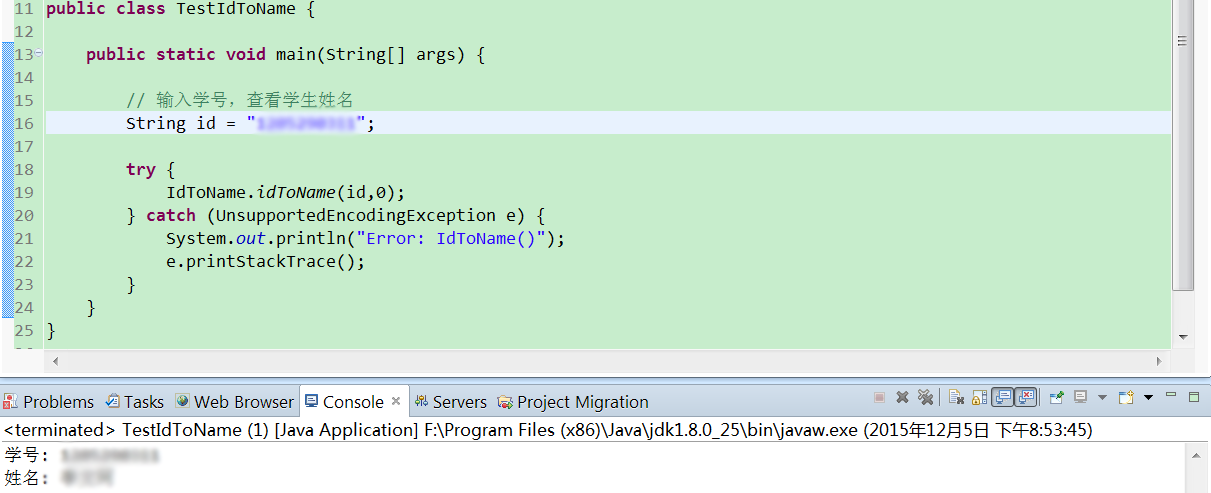 11 public class TestIdToName {
12
13 public static void main(String[] args) {
14
15 // 输入学号，查看学生姓名
16 String id = "";
17
18 try {
19 IdToName.idToName(id,0);
20 } catch (UnsupportedEncodingException e) {
21 System.out.println("Error: IdToName()");
22 e.printStackTrace();
23 }
24 }
25 }
Problems Tasks Web Browser Console Servers Project Migration
<terminated> TestIdToName (1) [Java Application] F:\Program Files (x86)\Java\jdk1.8.0_25\bin\javaw.exe (2015年12月5日 下午8:53:45)
学号:
姓名: